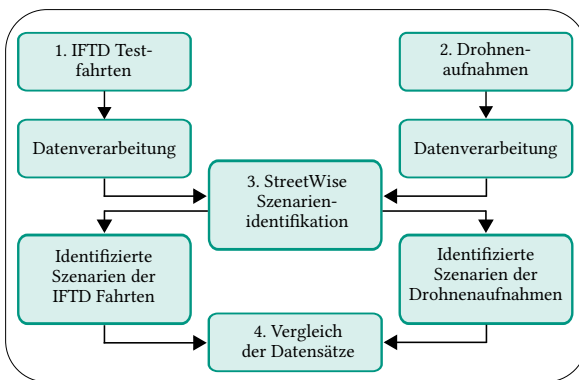 1. IFTD Test-
fahrten
2. Drohnen-
aufnahmen
Datenverarbeitung
Datenverarbeitung
3. StreetWise
Szenarien-
identifikation
Identifizierte
Szenarien der
IFTD Fahrten
Identifizierte
Szenarien der
Drohnenaufnahmen
4. Vergleich
der Datensätze